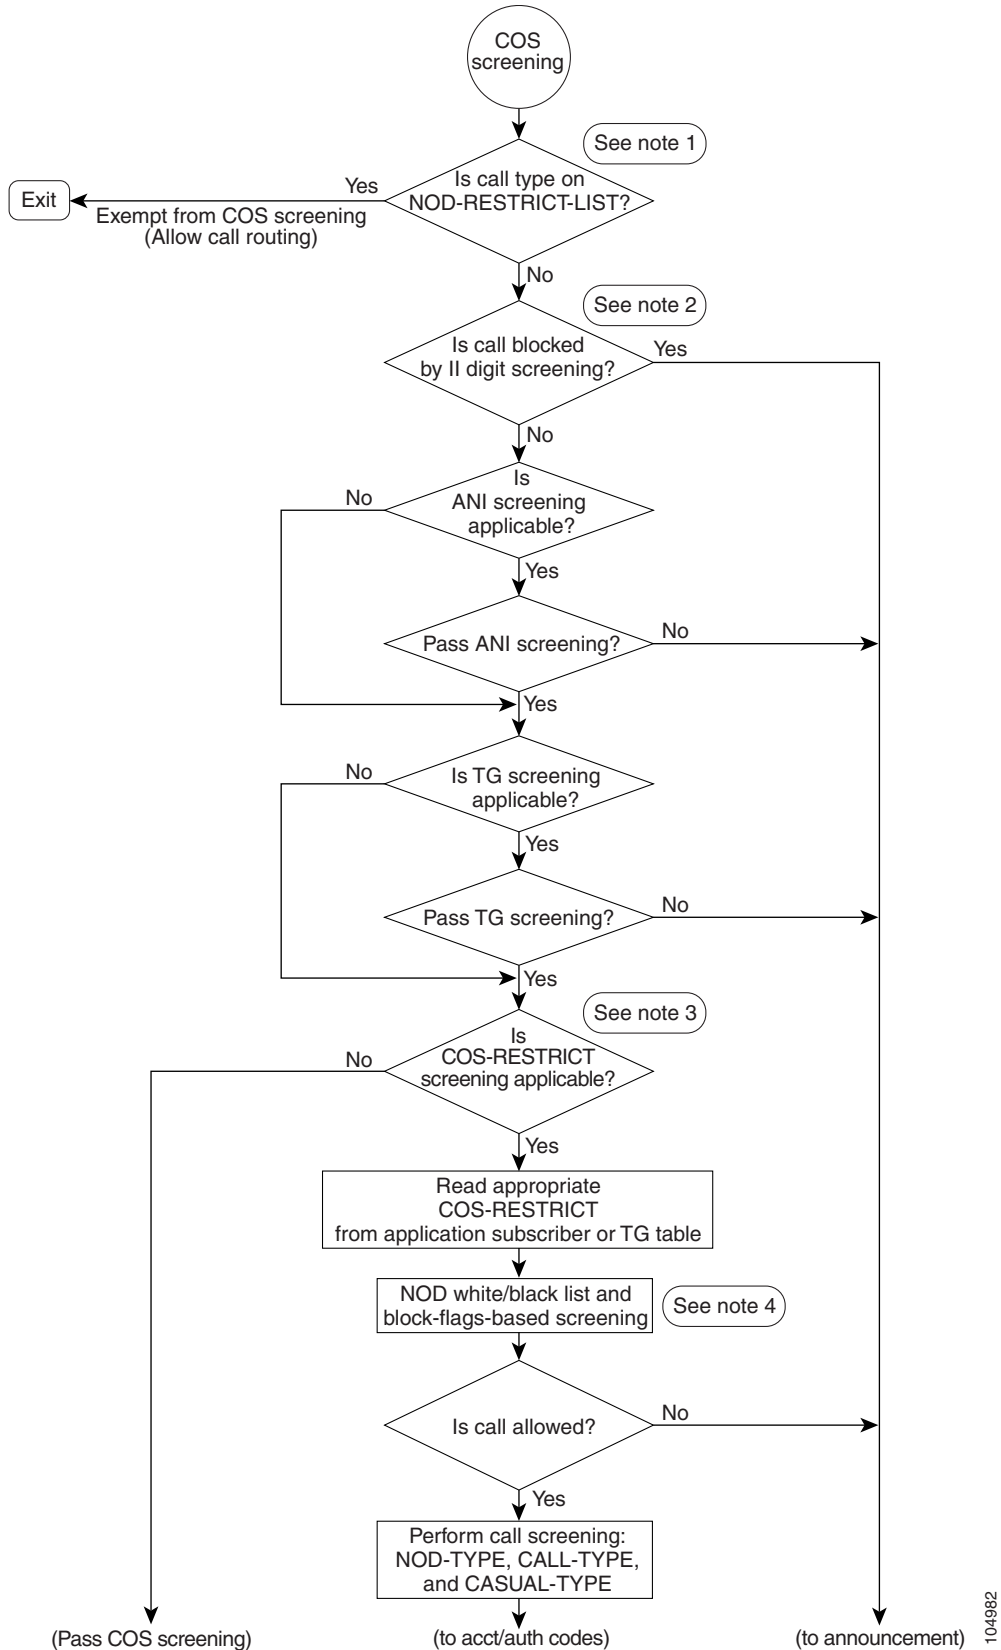 COS
screening
See note 1
Is call type on
NOD-RESTRICT-LIST?
Yes
Exit
Exempt from COS screening
(Allow call routing)
No
See note 2
Is call blocked
by II digit screening?
Yes
No
Is
ANI screening
applicable?
No
Yes
Pass ANI screening?
No
Yes
Is TG screening
applicable?
No
Yes
Pass TG screening?
No
Yes
See note 3
Is
COS-RESTRICT
screening applicable?
No
Yes
Read appropriate
COS-RESTRICT
from application subscriber or TG table
NOD white/black list and
block-flags-based screening
See note 4
Is call allowed?
No
Yes
Perform call screening:
NOD-TYPE, CALL-TYPE,
and CASUAL-TYPE
(Pass COS screening)
(to acct/auth codes)
(to announcement)
104982